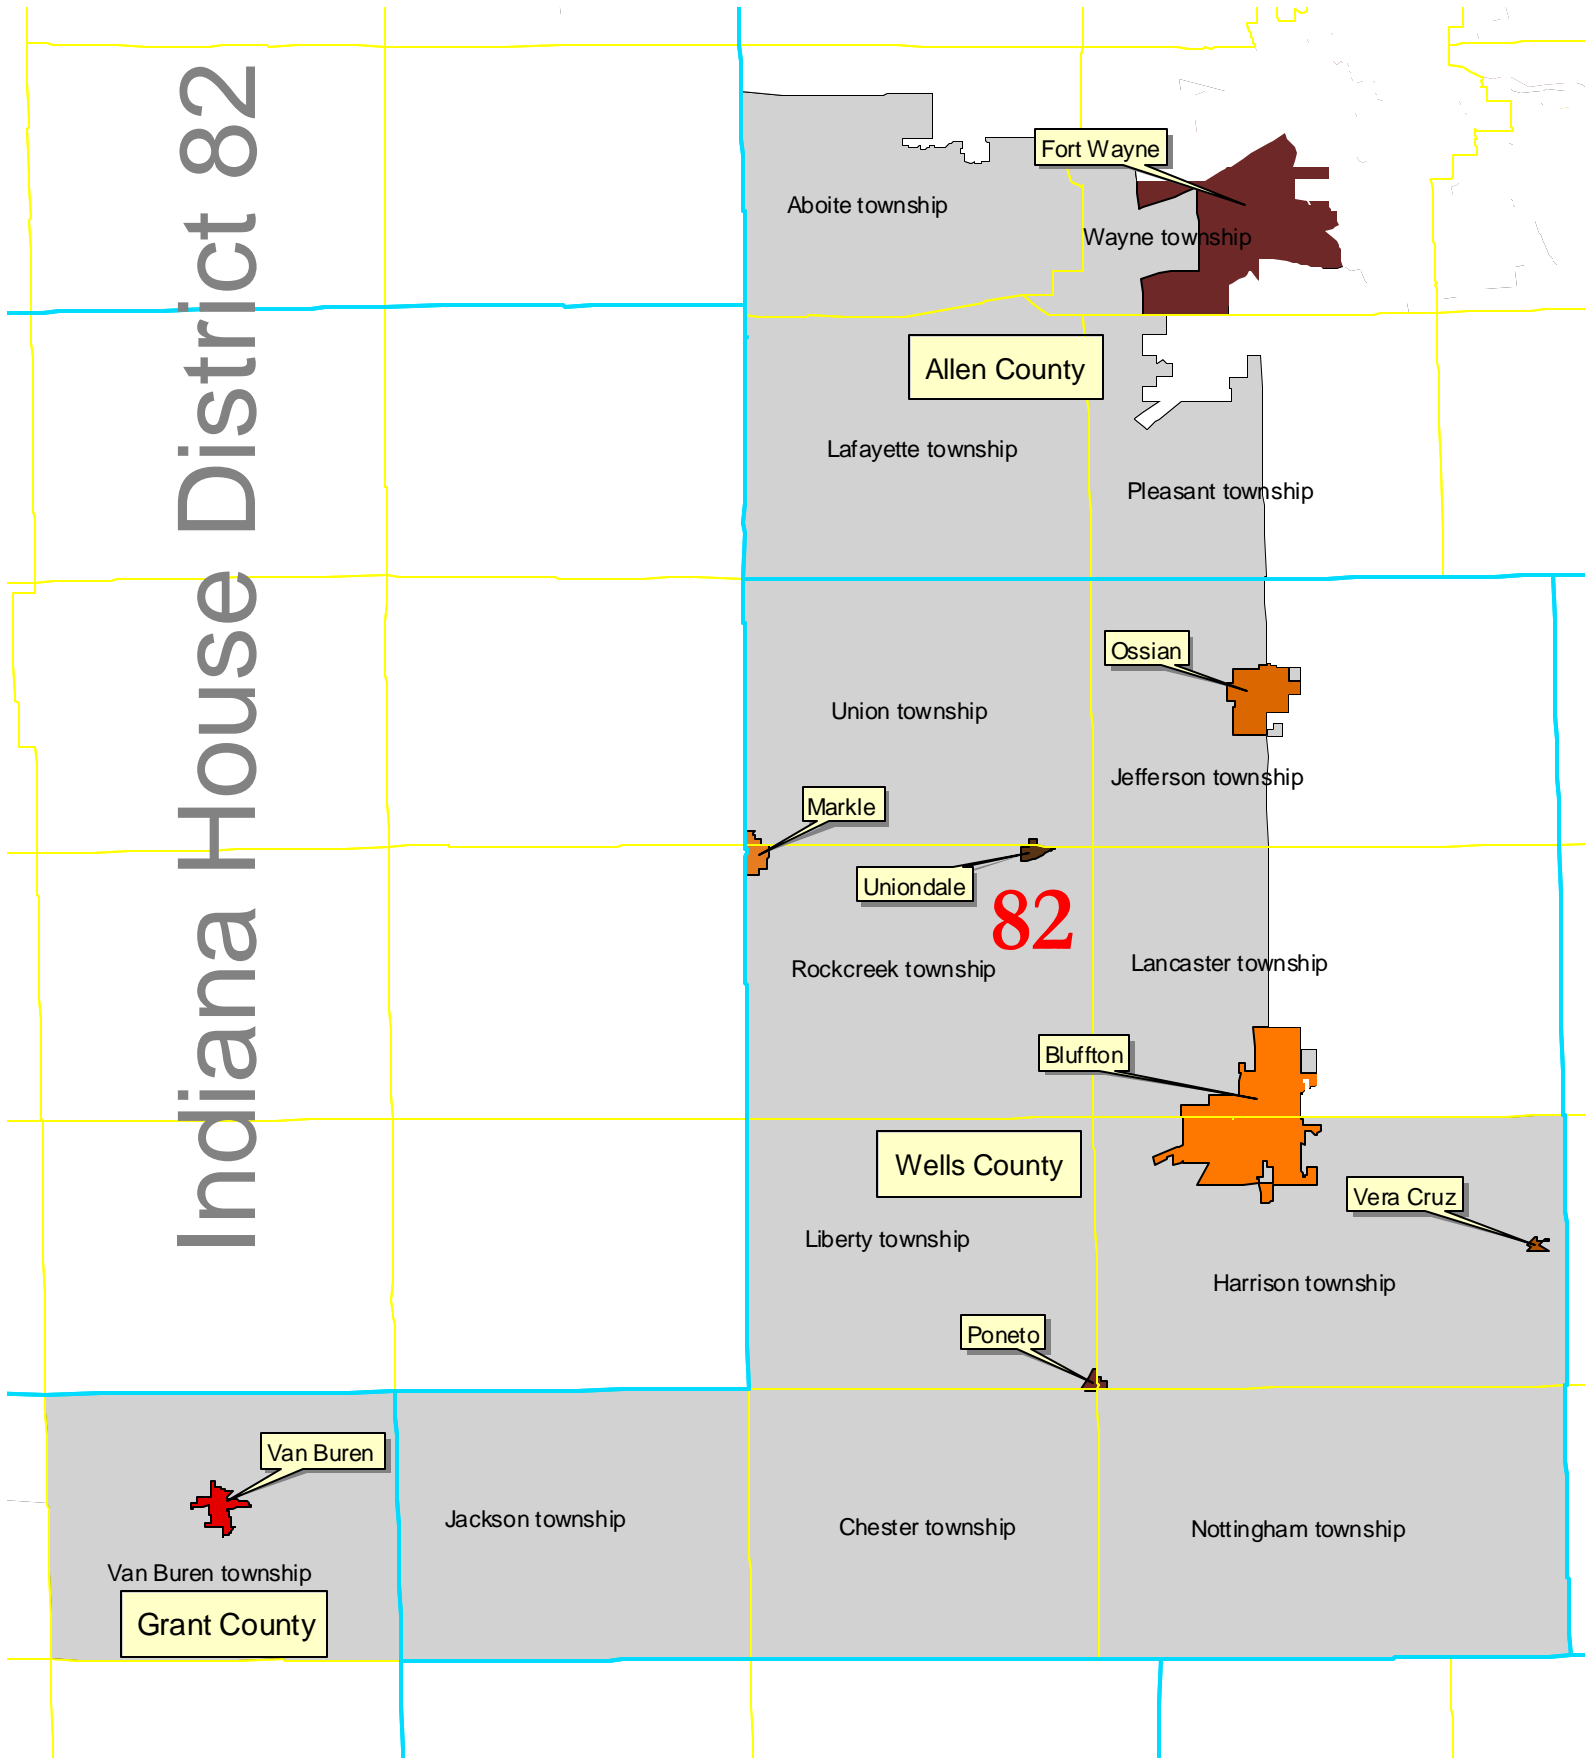 Indiana House District 82
Fort Wayne
Aboite township
Wayne township
Allen County
Lafayette township
Pleasant township
Ossian
Union township
Jefferson township
Markle
Uniondale
82
Rockcreek township
Lancaster township
Bluffton
Wells County
Vera Cruz
Liberty township
Harrison township
Poneto
Van Buren
Jackson township
Chester township
Nottingham township
Van Buren township
Grant County